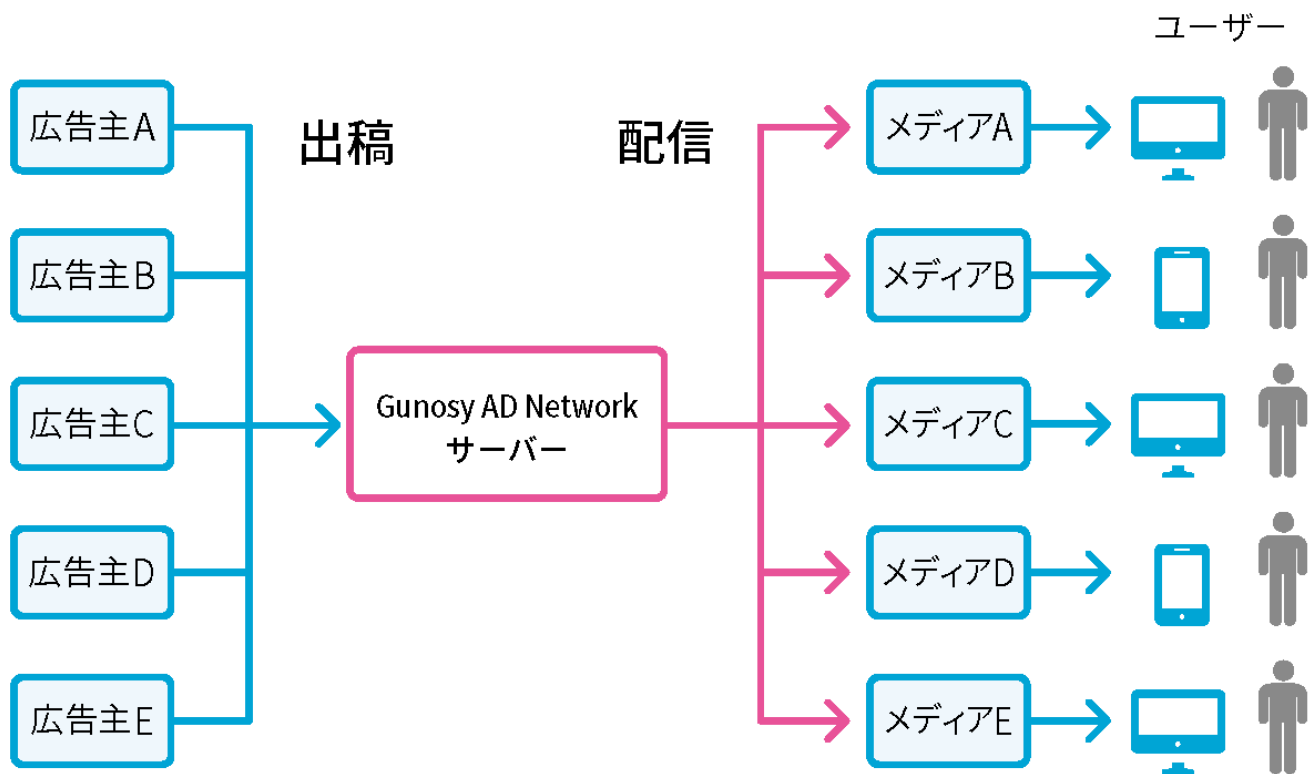 ユーザー
広告主A
出稿
配信
メディアA
広告主B
メディアB
広告主C
Gunosy AD Network
サーバー
メディアC
広告主D
メディアD
広告主E
メディアE